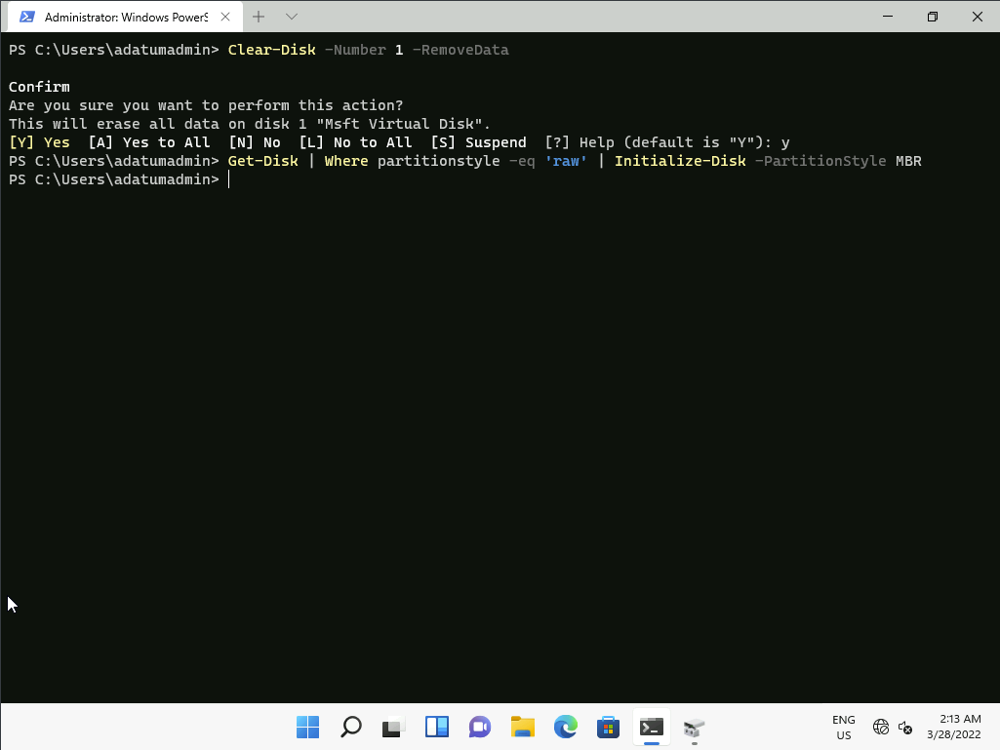 Administrator: Windows PowerS
PS C:\Users\adatumadmin> Clear-Disk -Number 1 -RemoveData
Confirm
Are you sure you want to perform this action?
This will erase all data on disk 1 "Msft Virtual Disk".
[Y] Yes  [A] Yes to All  [N] No  [L] No to All  [S] Suspend  [?] Help (default is "Y"): y
PS C:\Users\adatumadmin> Get-Disk | Where partitionstyle -eq 'raw' | Initialize-Disk -PartitionStyle MBR
PS C:\Users\adatumadmin>
ENG
US
2:13 AM
3/28/2022